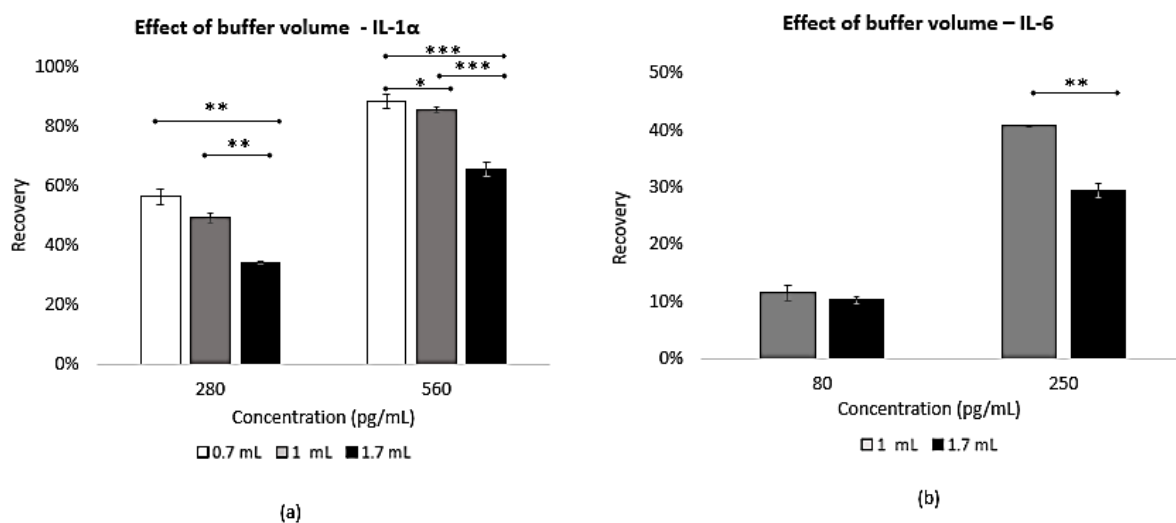 Effect of buffer volume - IL-1α
***
***
*
**
**
100%
80%
60%
40%
20%
0%
Recovery
280 560
Concentration (pg/mL)
0.7 mL 1 mL 1.7 mL
(a)
Effect of buffer volume – IL-6
**
50%
40%
30%
20%
10%
0%
Recovery
80 250
Concentration (pg/mL)
1 mL 1.7 mL
(b)